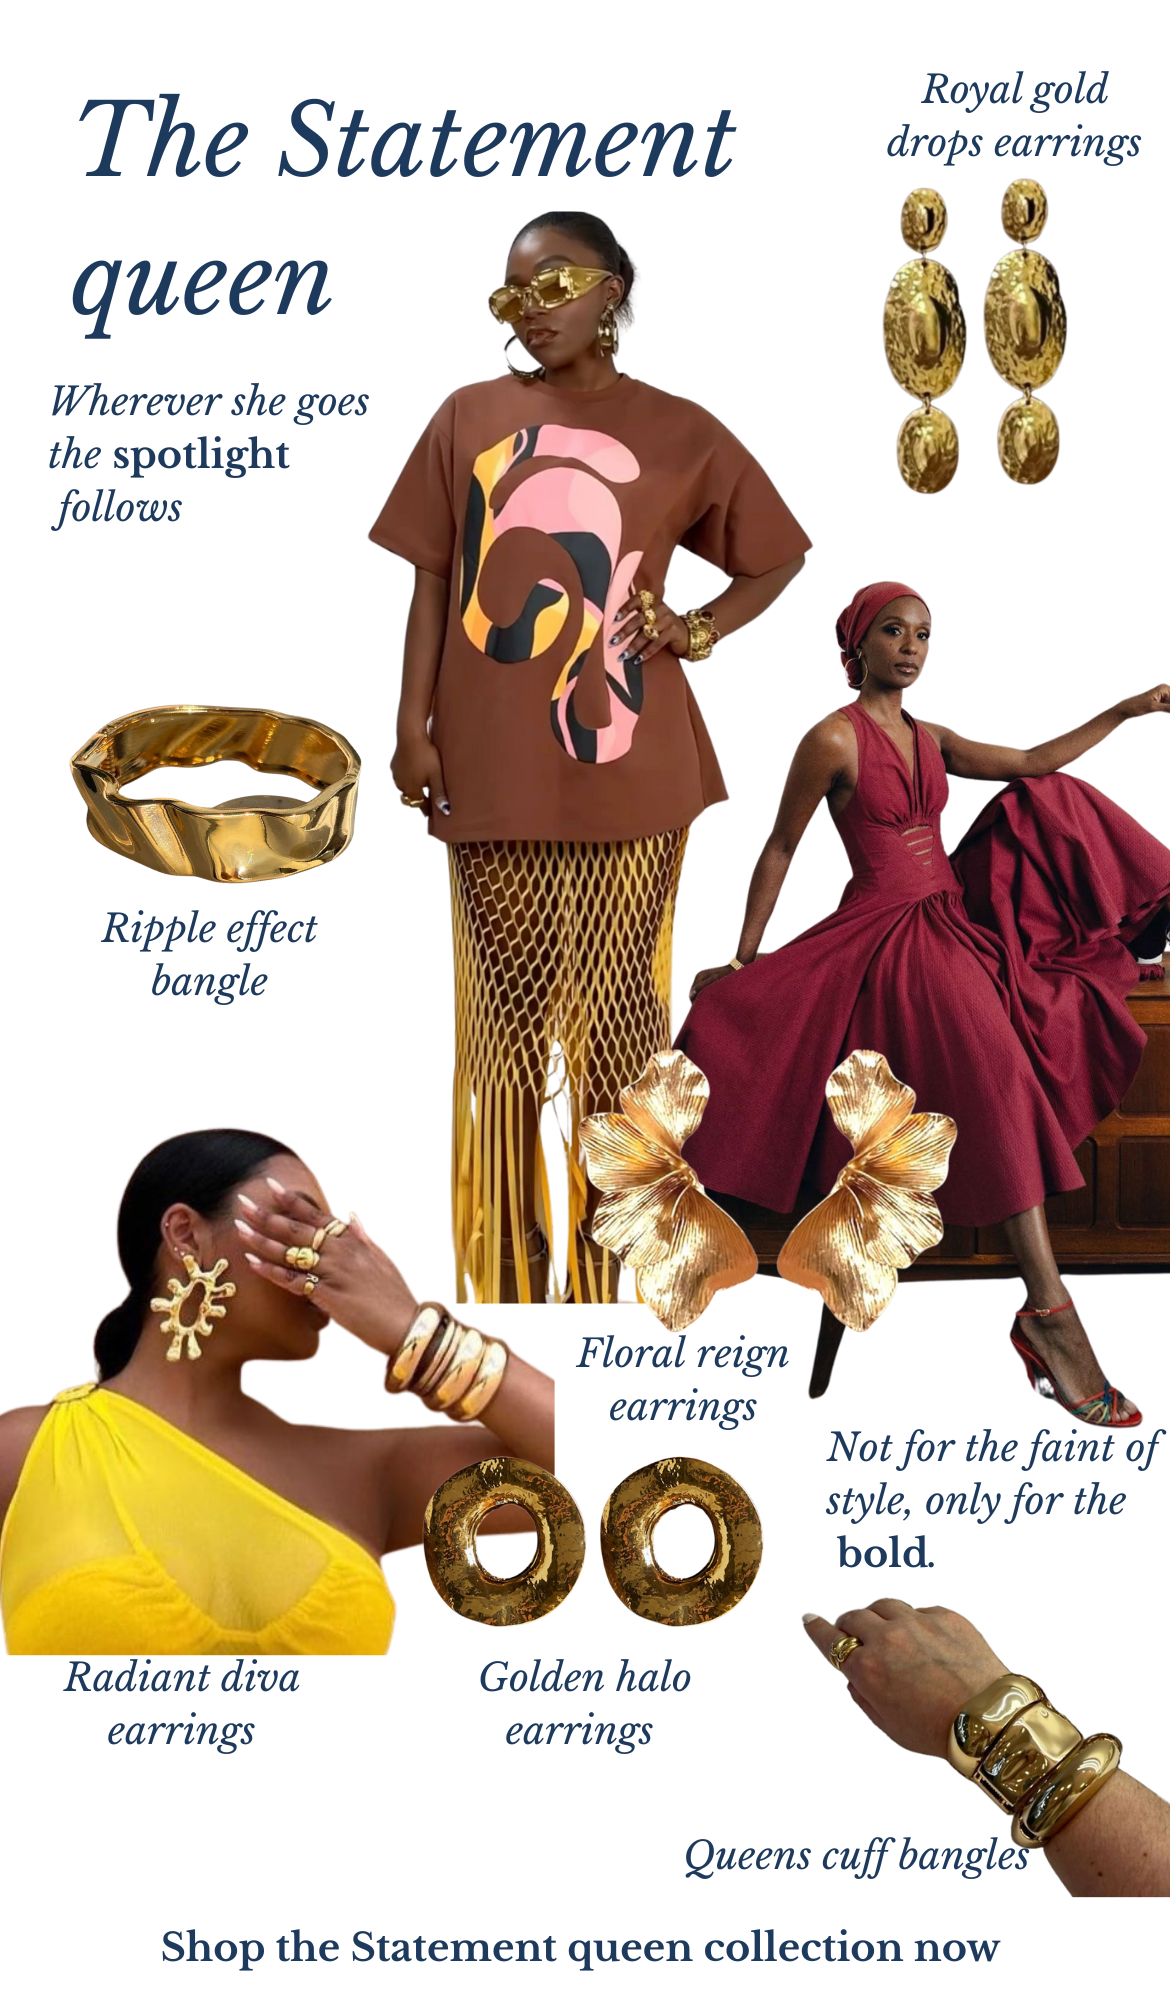 The Statement
queen
Wherever she goes
the spotlight
follows
Royal gold
drops earrings
Ripple effect
bangle
Floral reign
earrings
Not for the faint of
style, only for the
bold.
Radiant diva
earrings
Golden halo
earrings
Queens cuff bangles
Shop the Statement queen collection now